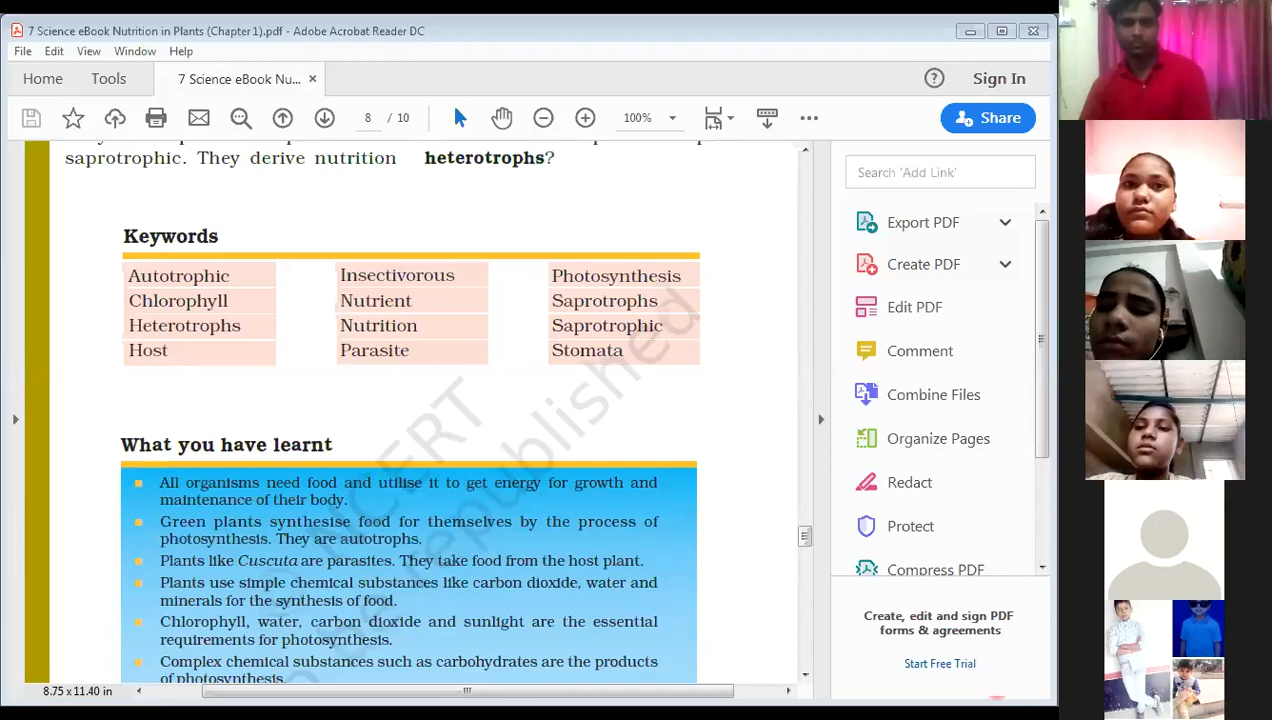 7 Science eBook Nutrition in Plants (Chapter 1).pdf - Adobe Acrobat Reader DC
File Edit View Window Help
Home Tools 7 Science eBook Nu... × Sign In
8 / 10 100% Share
saprotrophic. They derive nutrition heterotrophs?
Keywords
Autotrophic Insectivorous Photosynthesis
Chlorophyll Nutrient Saprotrophs
Heterotrophs Nutrition Saprotrophic
Host Parasite Stomata
What you have learnt
All organisms need food and utilise it to get energy for growth and
maintenance of their body.
Green plants synthesise food for themselves by the process of
photosynthesis. They are autotrophs.
Plants like Cuscuta are parasites. They take food from the host plant.
Plants use simple chemical substances like carbon dioxide, water and
minerals for the synthesis of food.
Chlorophyll, water, carbon dioxide and sunlight are the essential
requirements for photosynthesis.
Complex chemical substances such as carbohydrates are the products
of photosynthesis.
NCERT
be republished
8.75 x 11.40 in
Search 'Add Link'
Export PDF
Create PDF
Edit PDF
Comment
Combine Files
Organize Pages
Redact
Protect
Compress PDF
Create, edit and sign PDF
forms & agreements
Start Free Trial